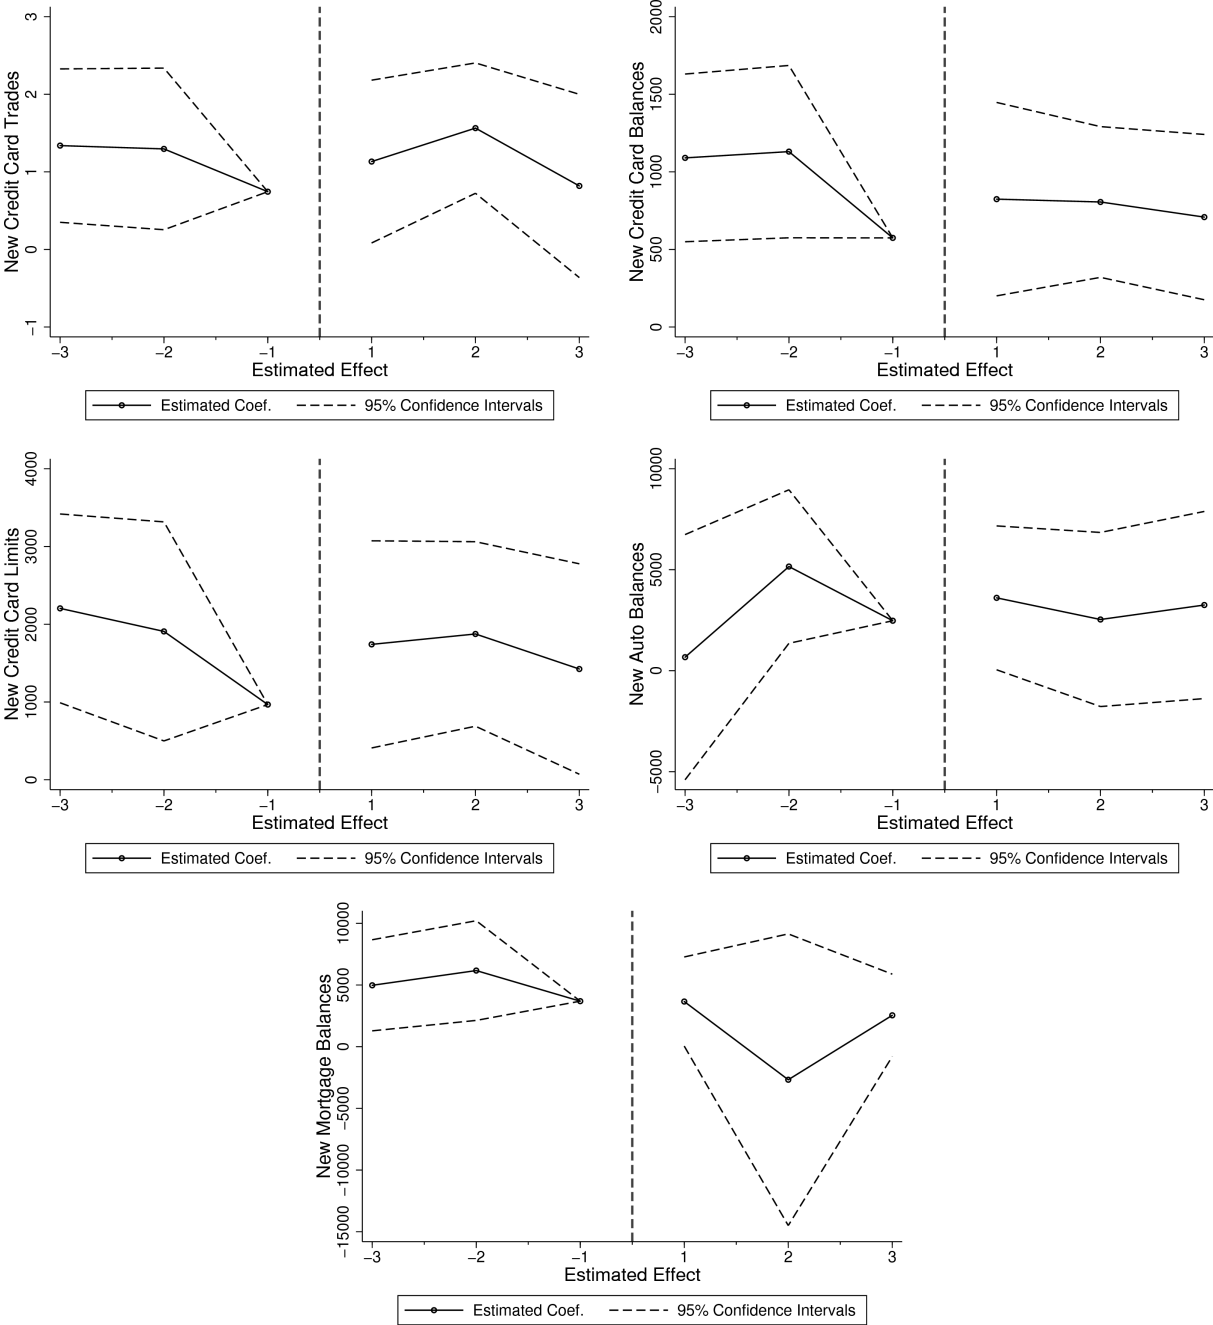 New Credit Card Trades
3
2
1
0
−1
−3 −2 −1 1 2 3
Estimated Effect
Estimated Coef. 95% Confidence Intervals
New Credit Card Balances
2000
1500
1000
500
0
−3 −2 −1 1 2 3
Estimated Effect
Estimated Coef. 95% Confidence Intervals
New Credit Card Limits
4000
3000
2000
1000
0
−3 −2 −1 1 2 3
Estimated Effect
Estimated Coef. 95% Confidence Intervals
New Auto Balances
10000
5000
0
−5000
−3 −2 −1 1 2 3
Estimated Effect
Estimated Coef. 95% Confidence Intervals
New Mortgage Balances
10000
5000
0
−5000
−10000
−15000
−3 −2 −1 1 2 3
Estimated Effect
Estimated Coef. 95% Confidence Intervals